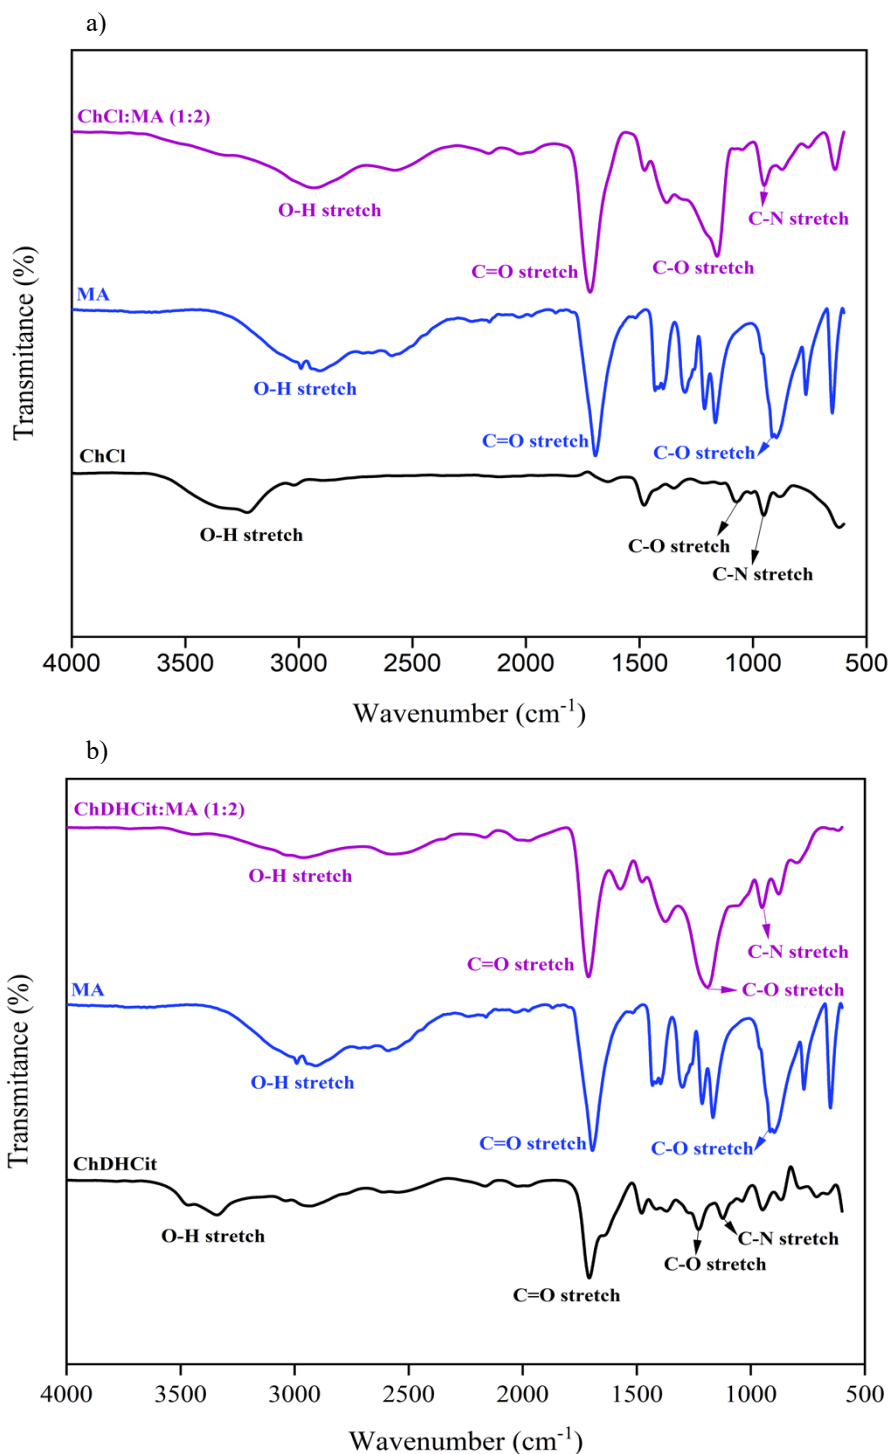 a)
ChCl:MA (1:2)
O-H stretch
C-N stretch
C=O stretch
C-O stretch
MA
O-H stretch
C=O stretch
C-O stretch
ChCl
O-H stretch
C-O stretch
C-N stretch
Transmitance (%)
4000 3500 3000 2500 2000 1500 1000 500
Wavenumber (cm-1)
b)
ChDHCit:MA (1:2)
O-H stretch
C-N stretch
C=O stretch
C-O stretch
MA
O-H stretch
C=O stretch
C-O stretch
ChDHCit
O-H stretch
C-N stretch
C-O stretch
C=O stretch
Transmitance (%)
4000 3500 3000 2500 2000 1500 1000 500
Wavenumber (cm-1)